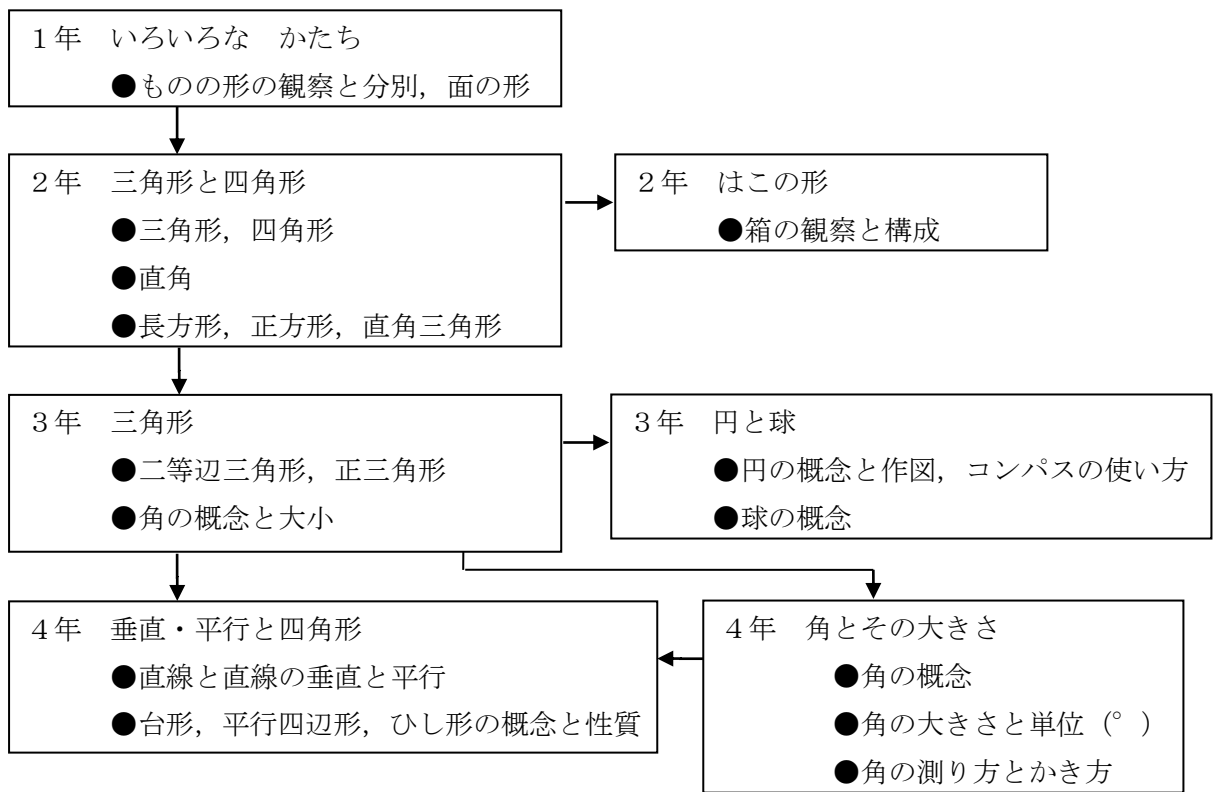 １年　いろいろな　かたち
●ものの形の観察と分別，面の形
２年　三角形と四角形
●三角形，四角形
●直角
●長方形，正方形，直角三角形
２年　はこの形
●箱の観察と構成
３年　三角形
●二等辺三角形，正三角形
●角の概念と大小
３年　円と球
●円の概念と作図，コンパスの使い方
●球の概念
４年　垂直・平行と四角形
●直線と直線の垂直と平行
●台形，平行四辺形，ひし形の概念と性質
４年　角とその大きさ
●角の概念
●角の大きさと単位（°）
●角の測り方とかき方